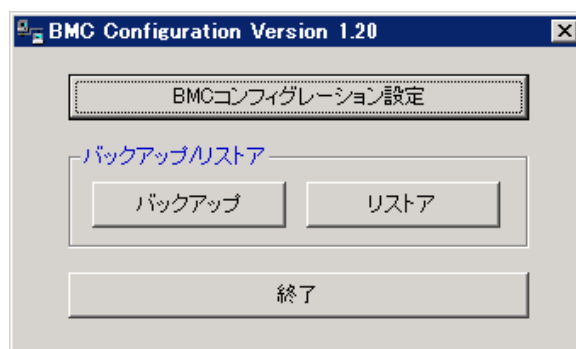 BMC Configuration Version 1.20
BMCコンフィグレーション設定
バックアップ/リストア
バックアップ リストア
終了